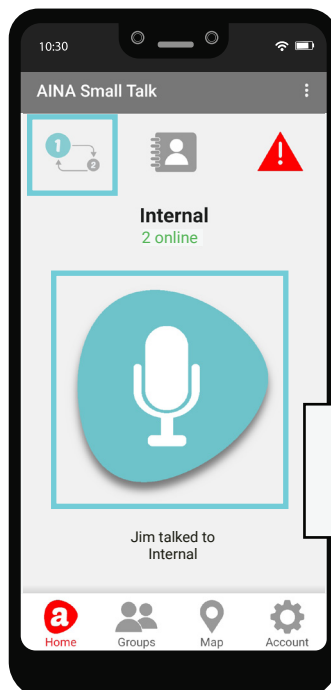 10:30
AINA Small Talk
1
2
Internal
2 online
Jim talked to
Internal
a
Home
Groups
Map
Account